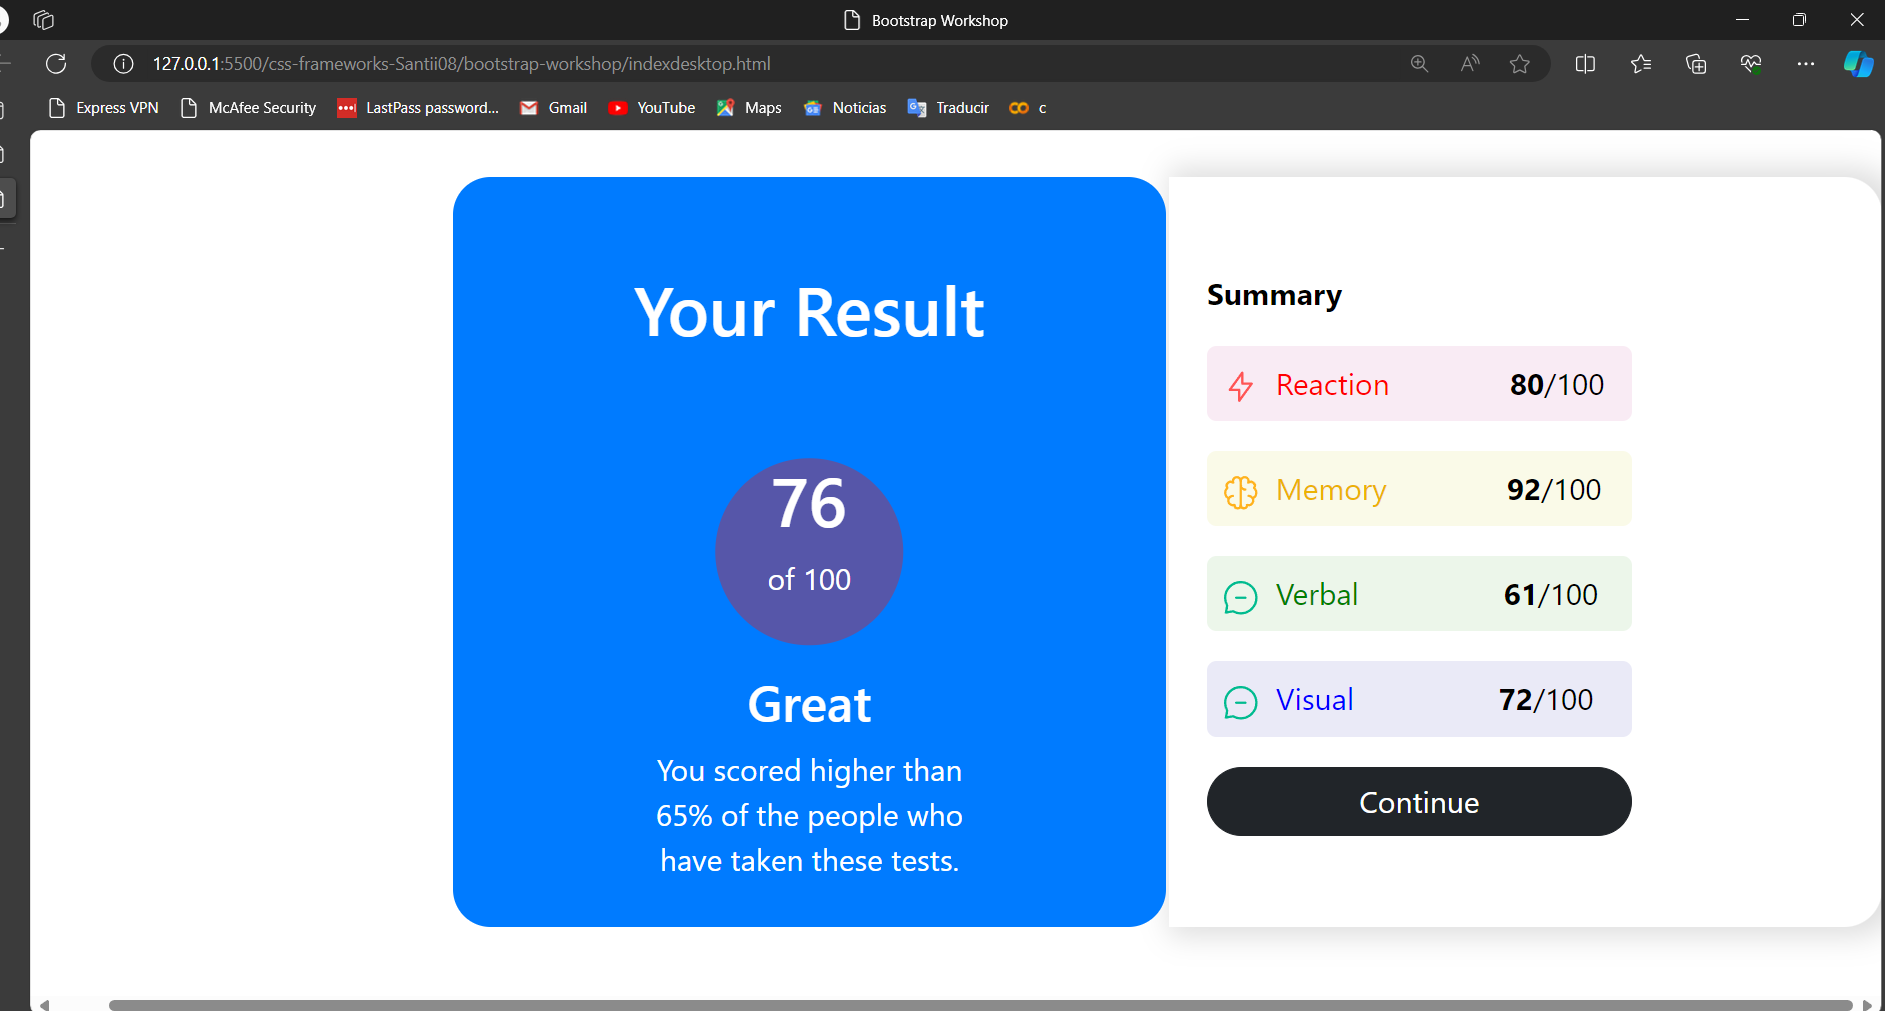 Bootstrap Workshop
127.0.0.1:5500/css-frameworks-Santii08/bootstrap-workshop/indexdesktop.html
Express VPN McAfee Security LastPass password... Gmail YouTube Maps Noticias Traducir c
Your Result
76
of 100
Great
You scored higher than
65% of the people who
have taken these tests.
Summary
Reaction 80/100
Memory 92/100
Verbal 61/100
Visual 72/100
Continue